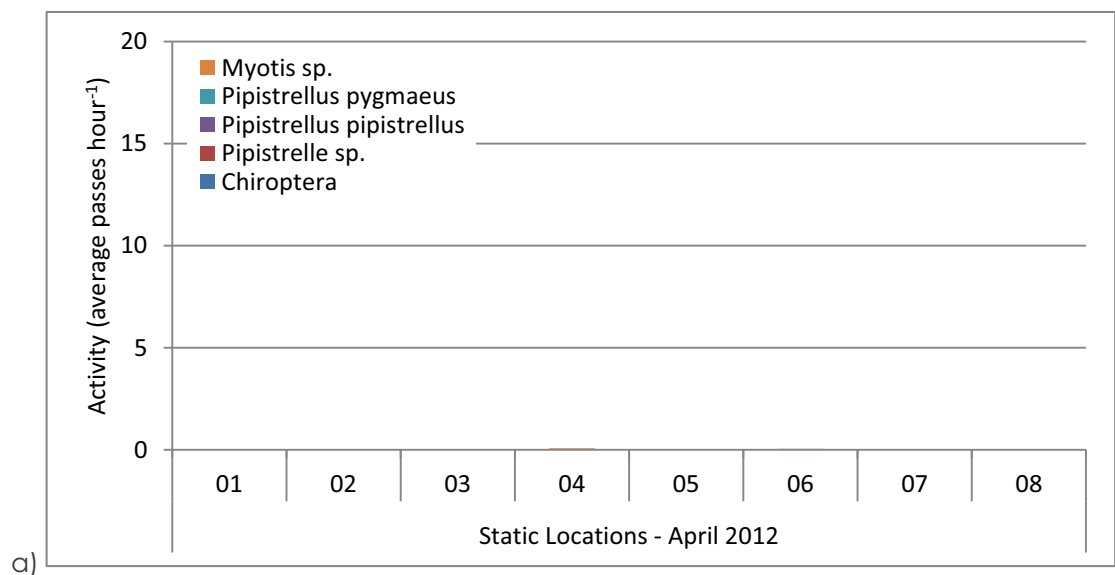 20
15
10
5
0
Activity (average passes hour⁻¹)
Myotis sp.
Pipistrellus pygmaeus
Pipistrellus pipistrellus
Pipistrelle sp.
Chiroptera
01 02 03 04 05 06 07 08
Static Locations - April 2012
a)